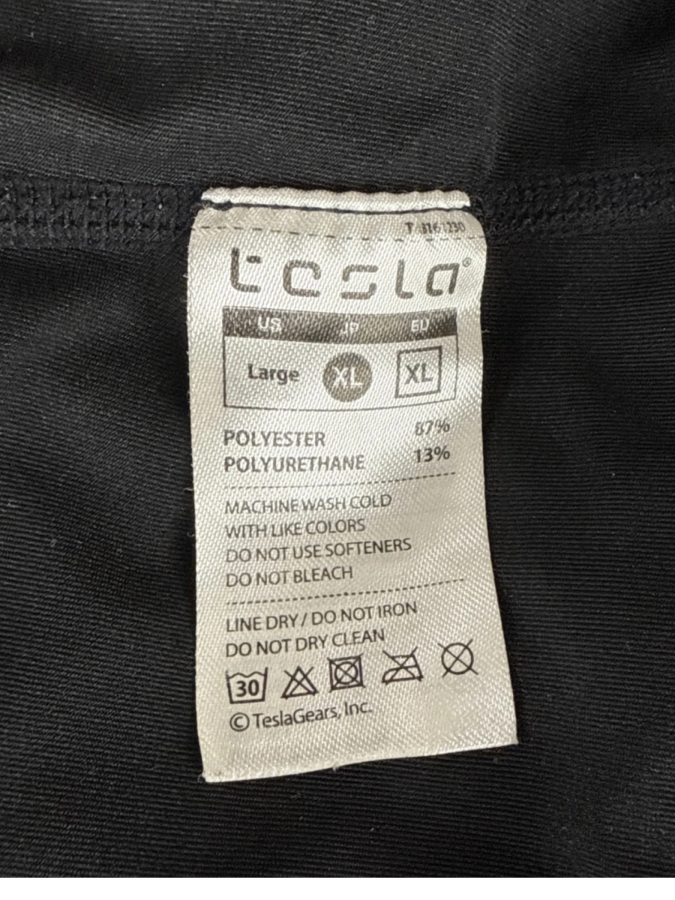 tesla®
US JP EU
Large XL XL
POLYESTER 87%
POLYURETHANE 13%
MACHINE WASH COLD
WITH LIKE COLORS
DO NOT USE SOFTENERS
DO NOT BLEACH
LINE DRY / DO NOT IRON
DO NOT DRY CLEAN
30
© TeslaGears, Inc.